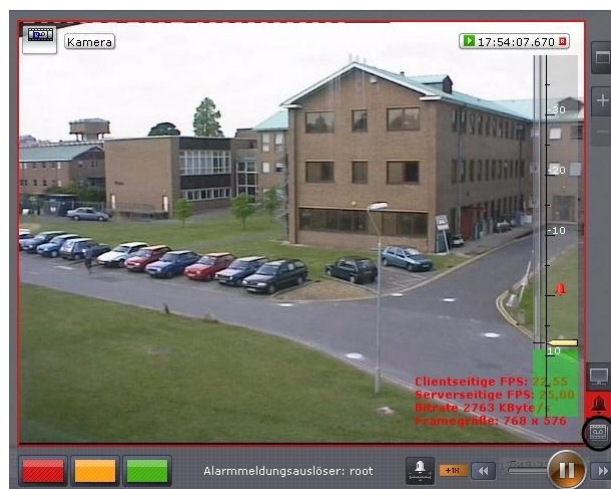 Kamera
17:54:07.670
-30
-20
-10
10
Clientseitige FPS: 22,55
Serverseitige FPS: 25,00
Bitrate 2763 KByte/s
Framegröße: 768 x 576
Alarmmeldungsauslöser: root
+1X